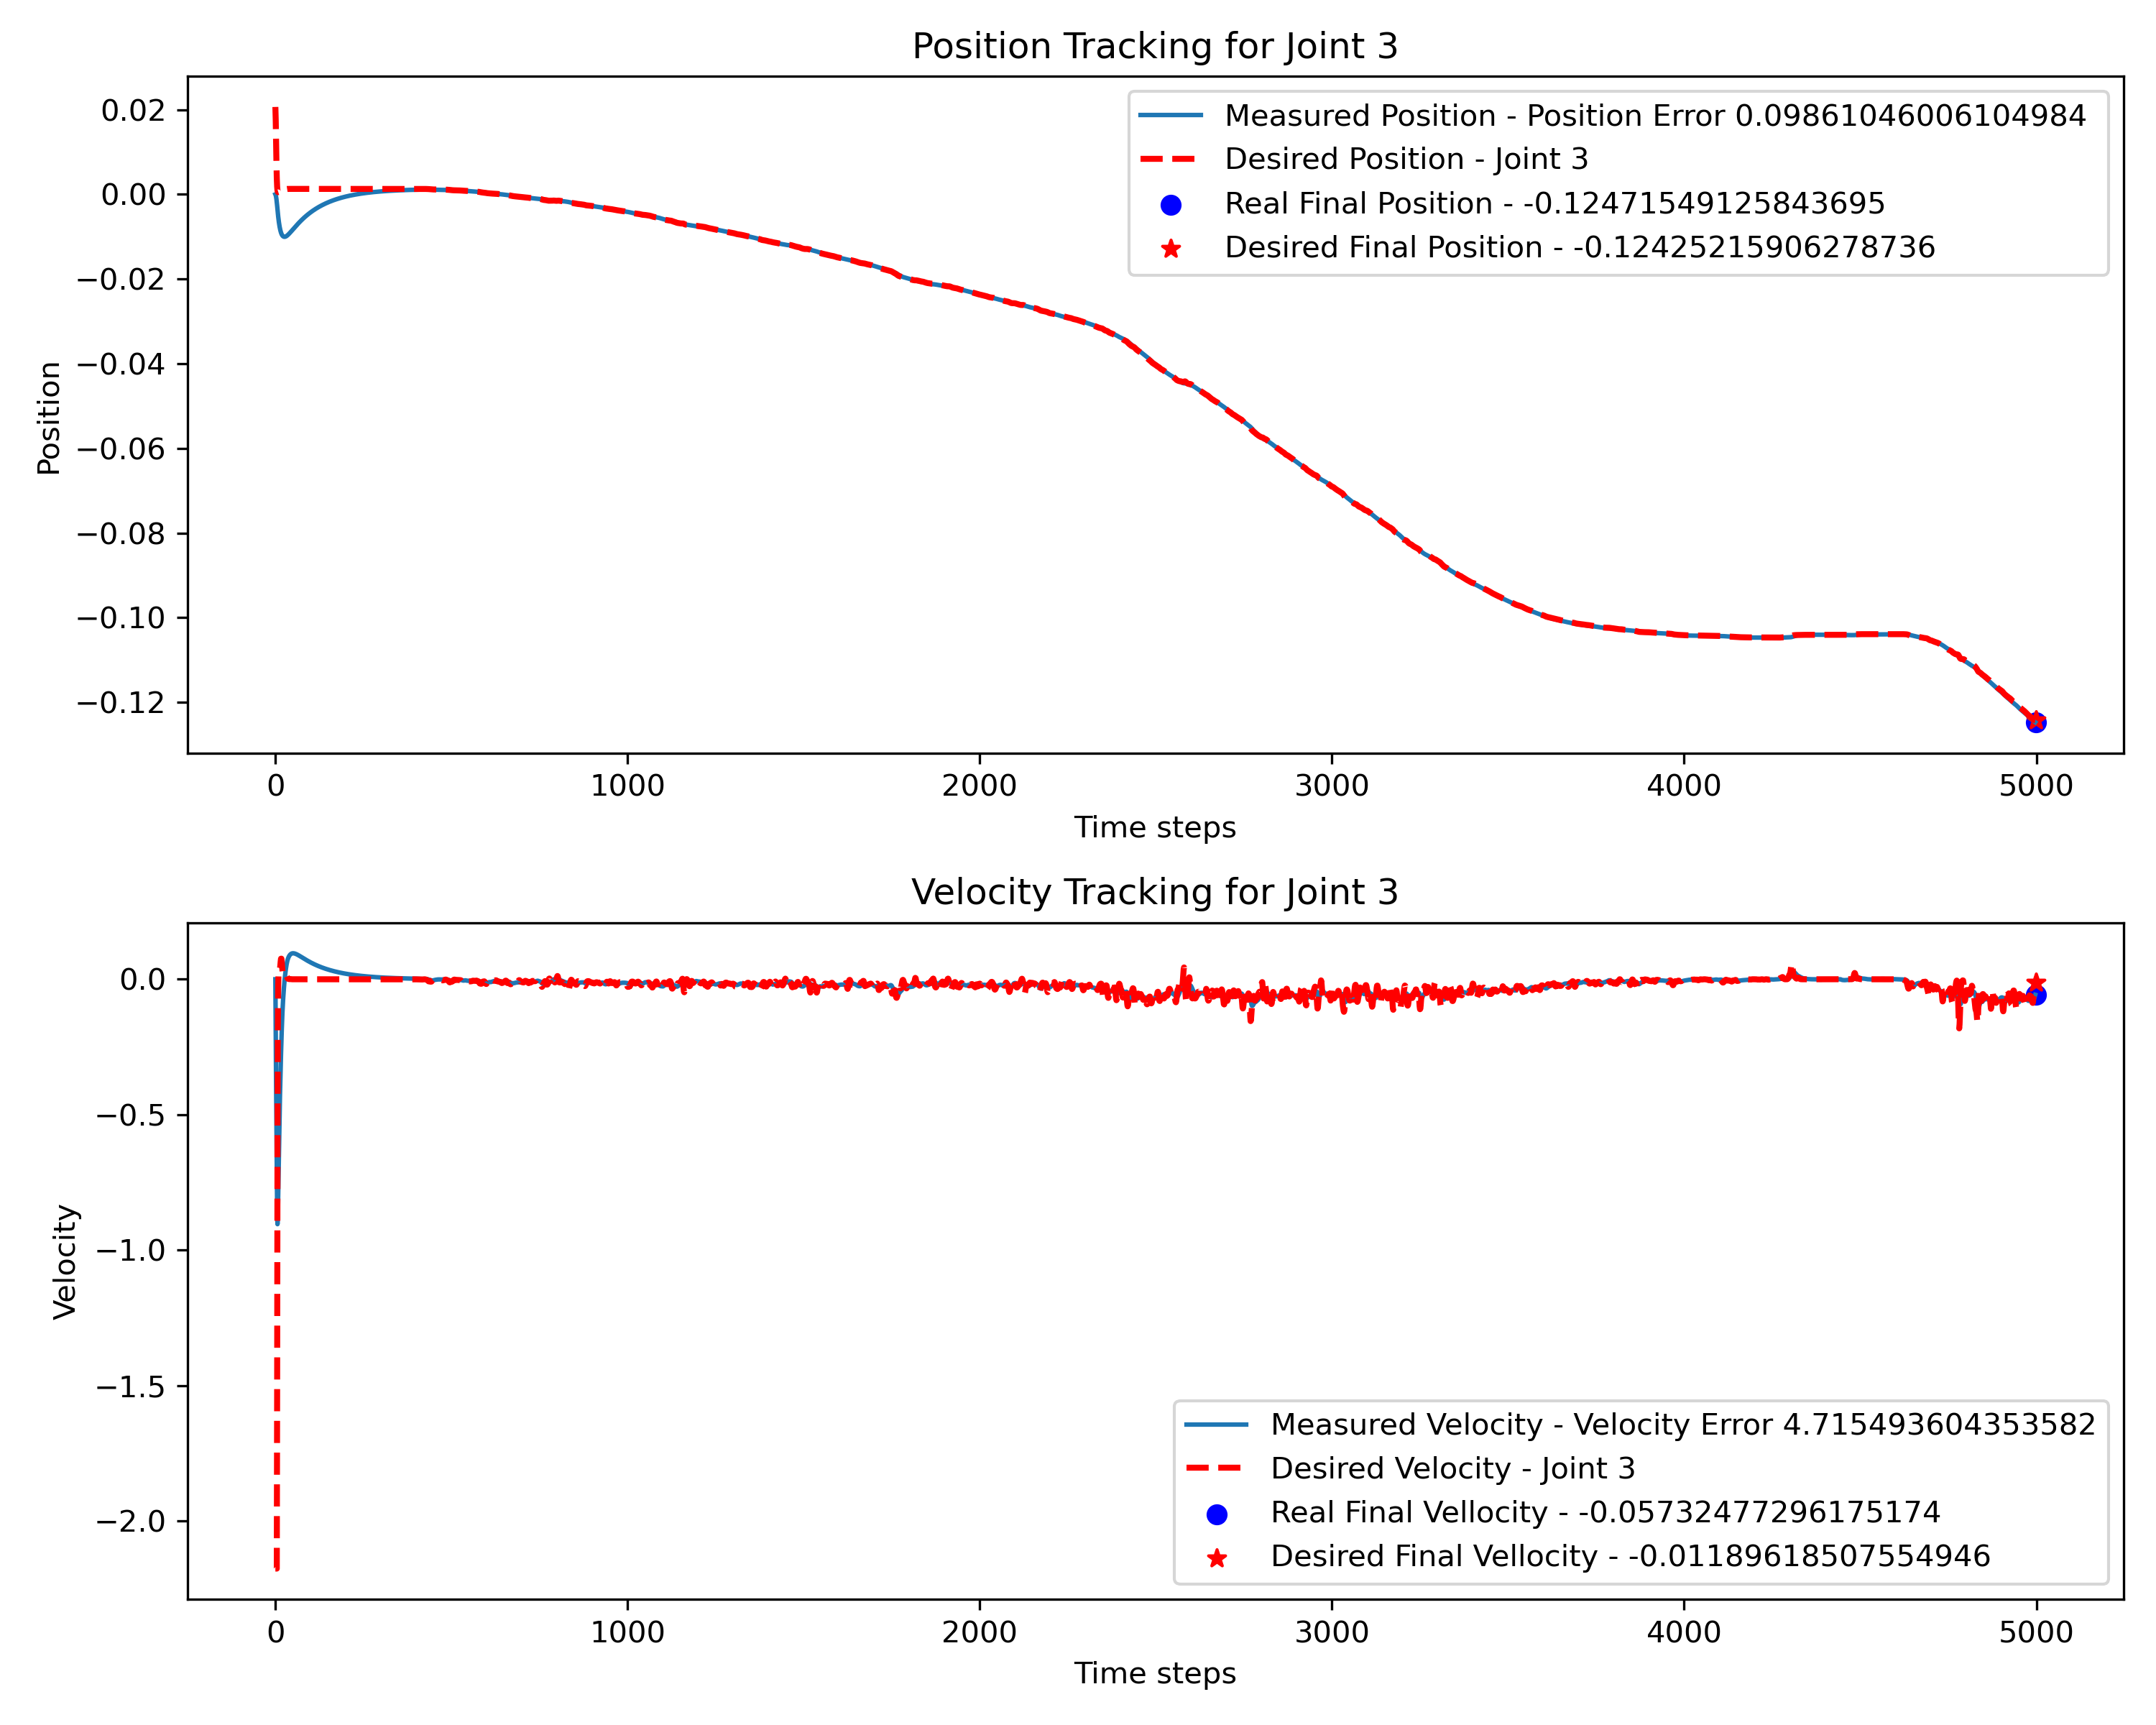 Position Tracking for Joint 3
0.02
0.00
−0.02
−0.04
−0.06
−0.08
−0.10
−0.12
Position
Measured Position - Position Error 0.09861046006104984
Desired Position - Joint 3
Real Final Position - -0.12471549125843695
Desired Final Position - -0.12425215906278736
0 1000 2000 3000 4000 5000
Time steps
Velocity Tracking for Joint 3
0.0
−0.5
−1.0
−1.5
−2.0
Velocity
Measured Velocity - Velocity Error 4.715493604353582
Desired Velocity - Joint 3
Real Final Vellocity - -0.05732477296175174
Desired Final Vellocity - -0.01189618507554946
0 1000 2000 3000 4000 5000
Time steps